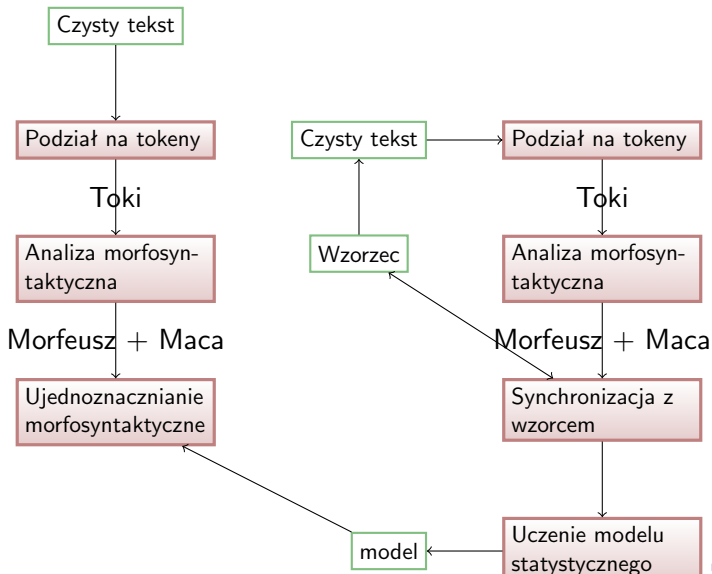 Czysty tekst
Podział na tokeny
Toki
Analiza morfosyn-
taktyczna
Morfeusz + Maca
Ujednoznacznianie
morfosyntaktyczne
Czysty tekst
Podział na tokeny
Toki
Wzorzec
Analiza morfosyn-
taktyczna
Morfeusz + Maca
Synchronizacja z
wzorcem
Uczenie modelu
statystycznego
model